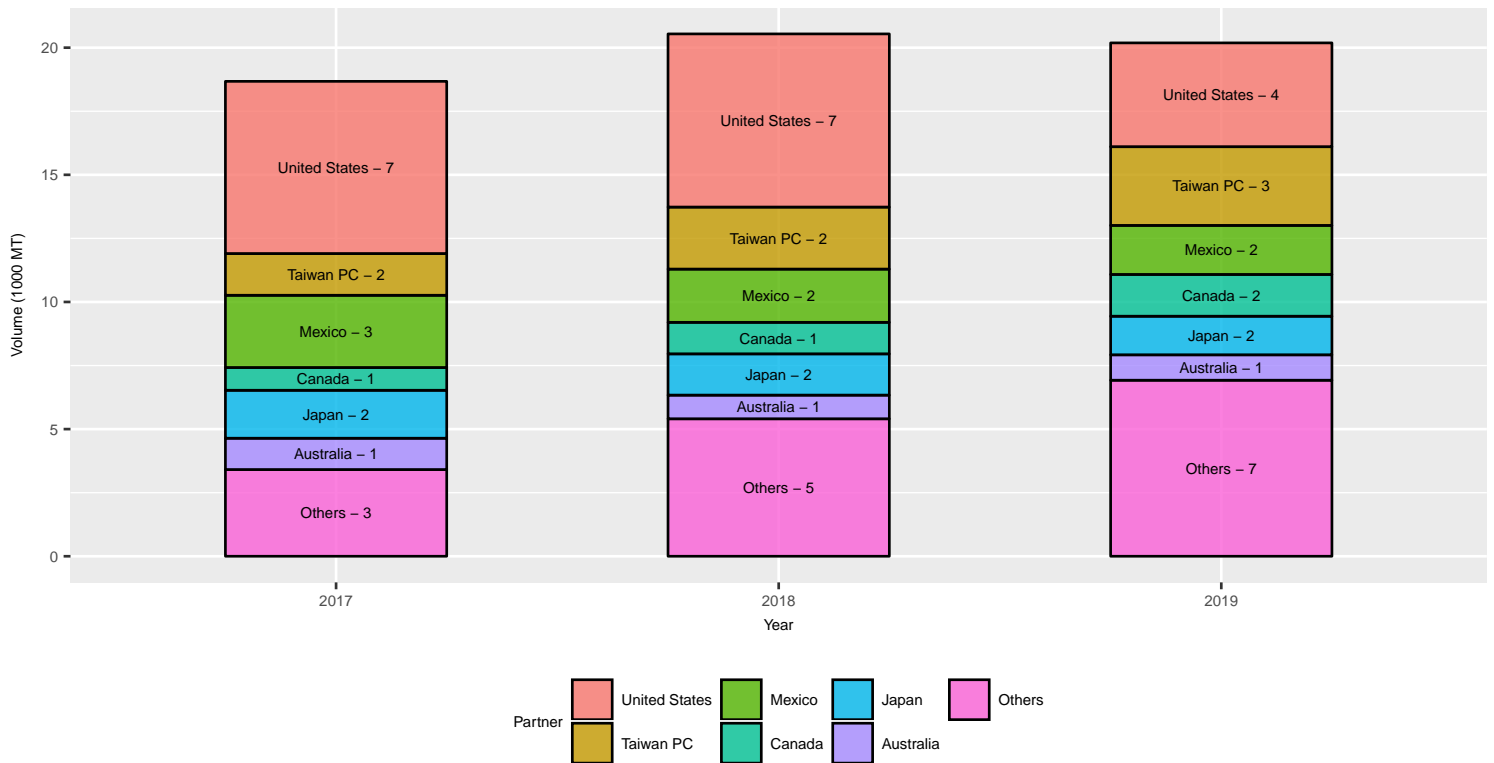 20
15
10
5
0
Volume (1000 MT)
United States – 7
Taiwan PC – 2
Mexico – 3
Canada – 1
Japan – 2
Australia – 1
Others – 3
United States – 7
Taiwan PC – 2
Mexico – 2
Canada – 1
Japan – 2
Australia – 1
Others – 5
United States – 4
Taiwan PC – 3
Mexico – 2
Canada – 2
Japan – 2
Australia – 1
Others – 7
2017 2018 2019
Year
Partner
United States Mexico Japan Others
Taiwan PC Canada Australia